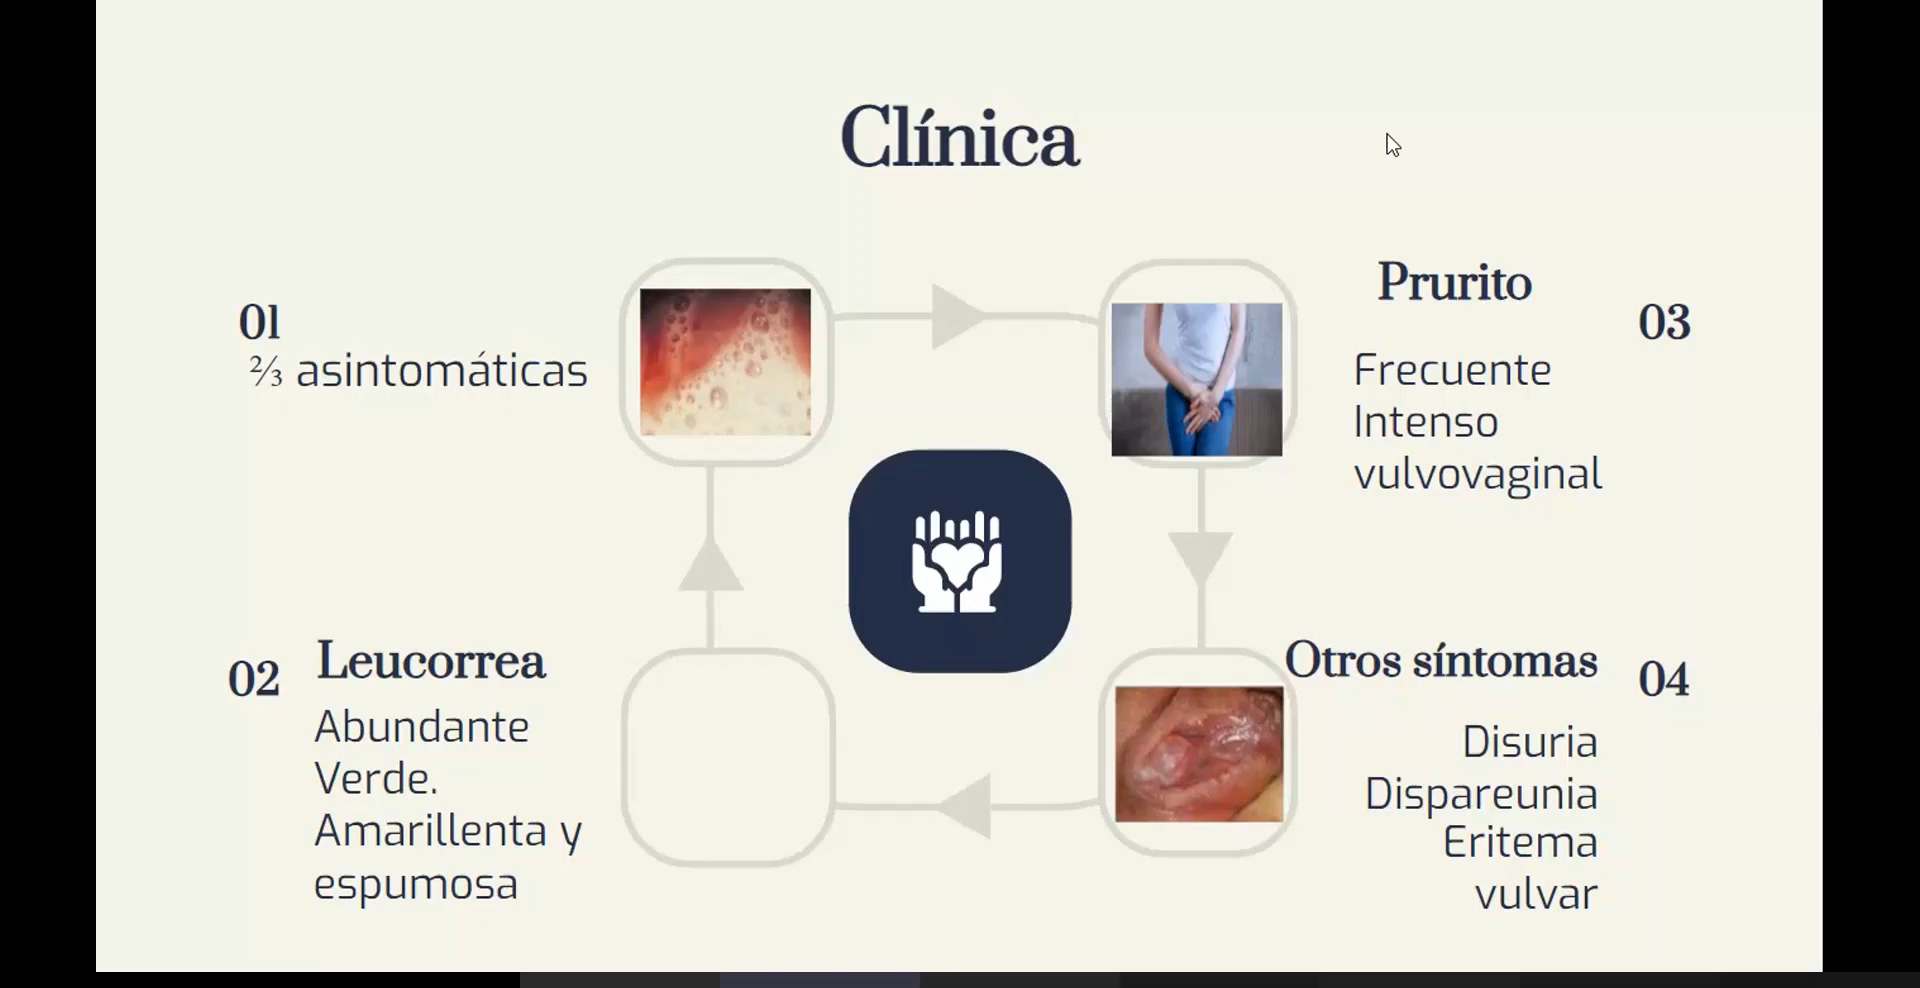 Clínica
01
⅔ asintomáticas
02
Leucorrea
Abundante
Verde.
Amarillenta y
espumosa
Prurito
03
Frecuente
Intenso
vulvovaginal
Otros síntomas
04
Disuria
Dispareunia
Eritema
vulvar